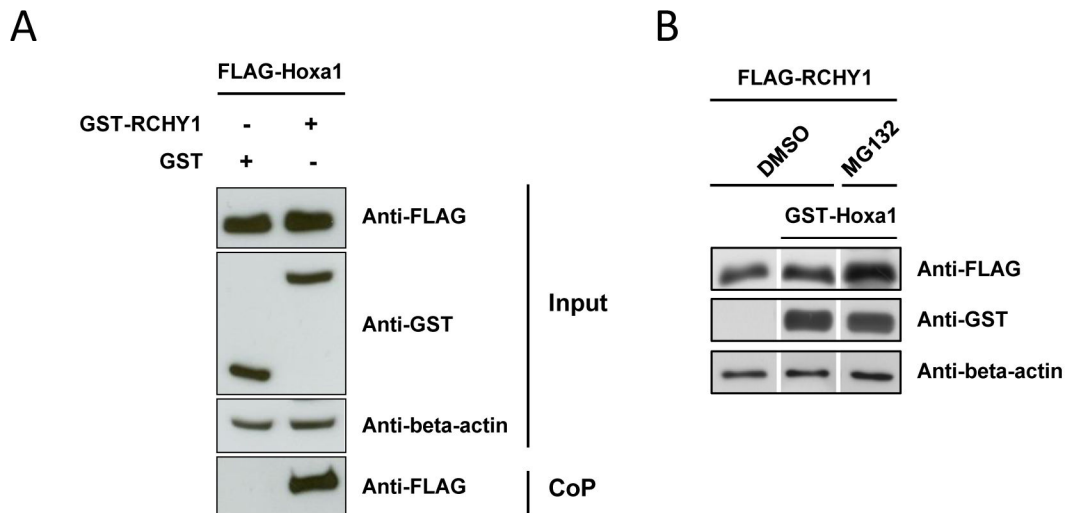 A
FLAG-Hoxa1
GST-RCHY1 - +
GST + -
Anti-FLAG
Anti-GST
Anti-beta-actin
Anti-FLAG
Input
CoP
B
FLAG-RCHY1
DMSO
MG132
GST-Hoxa1
Anti-FLAG
Anti-GST
Anti-beta-actin